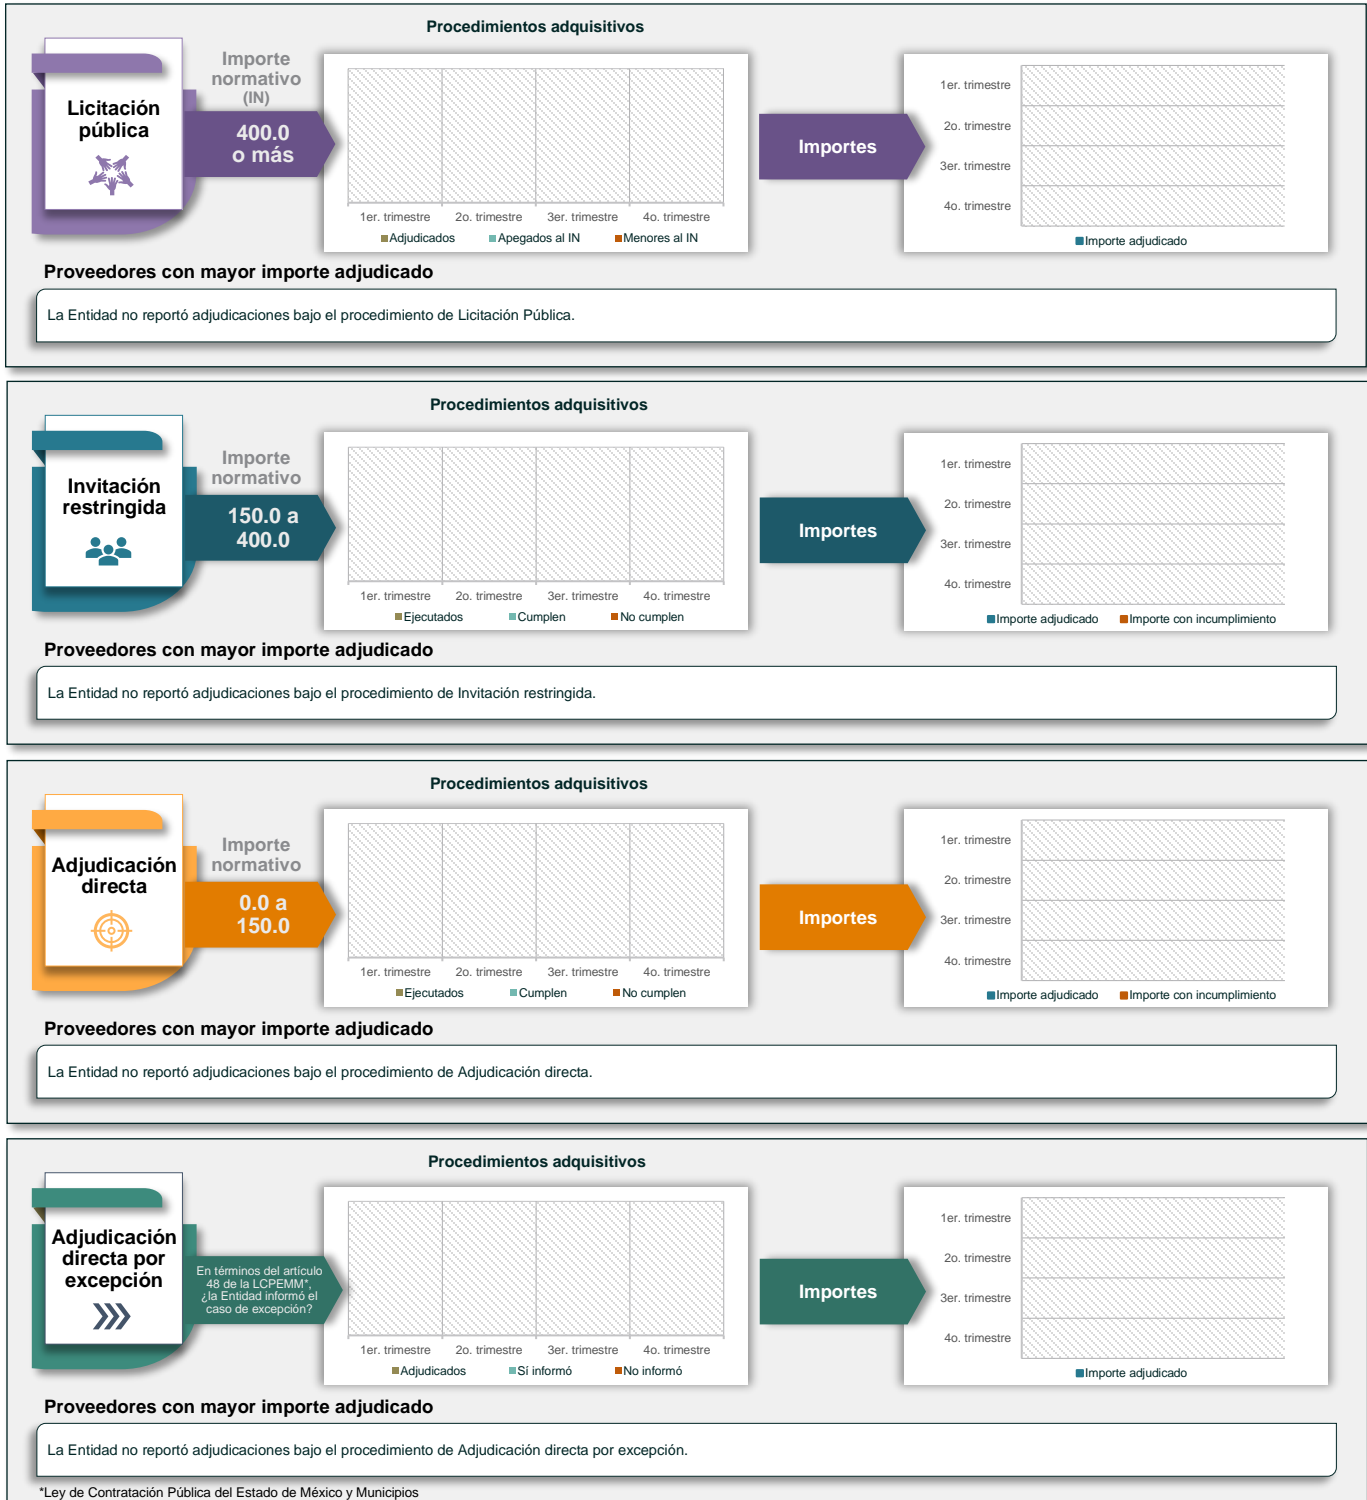 Procedimientos adquisitivos
Licitación
pública
Importe
normativo
(IN)
400.0
o más
1er. trimestre 2o. trimestre 3er. trimestre 4o. trimestre
Adjudicados Apegados al IN Menores al IN
Importes
1er. trimestre
2o. trimestre
3er. trimestre
4o. trimestre
Importe adjudicado
Proveedores con mayor importe adjudicado
La Entidad no reportó adjudicaciones bajo el procedimiento de Licitación Pública.
Procedimientos adquisitivos
Invitación
restringida
Importe
normativo
150.0 a
400.0
1er. trimestre 2o. trimestre 3er. trimestre 4o. trimestre
Ejecutados Cumplen No cumplen
Importes
1er. trimestre
2o. trimestre
3er. trimestre
4o. trimestre
Importe adjudicado Importe con incumplimiento
Proveedores con mayor importe adjudicado
La Entidad no reportó adjudicaciones bajo el procedimiento de Invitación restringida.
Procedimientos adquisitivos
Adjudicación
directa
Importe
normativo
0.0 a
150.0
1er. trimestre 2o. trimestre 3er. trimestre 4o. trimestre
Ejecutados Cumplen No cumplen
Importes
1er. trimestre
2o. trimestre
3er. trimestre
4o. trimestre
Importe adjudicado Importe con incumplimiento
Proveedores con mayor importe adjudicado
La Entidad no reportó adjudicaciones bajo el procedimiento de Adjudicación directa.
Procedimientos adquisitivos
Adjudicación
directa por
excepción
En términos del artículo
48 de la LCPEMM*,
¿la Entidad informó el
caso de excepción?
1er. trimestre 2o. trimestre 3er. trimestre 4o. trimestre
Adjudicados Sí informó No informó
Importes
1er. trimestre
2o. trimestre
3er. trimestre
4o. trimestre
Importe adjudicado
Proveedores con mayor importe adjudicado
La Entidad no reportó adjudicaciones bajo el procedimiento de Adjudicación directa por excepción.
*Ley de Contratación Pública del Estado de México y Municipios